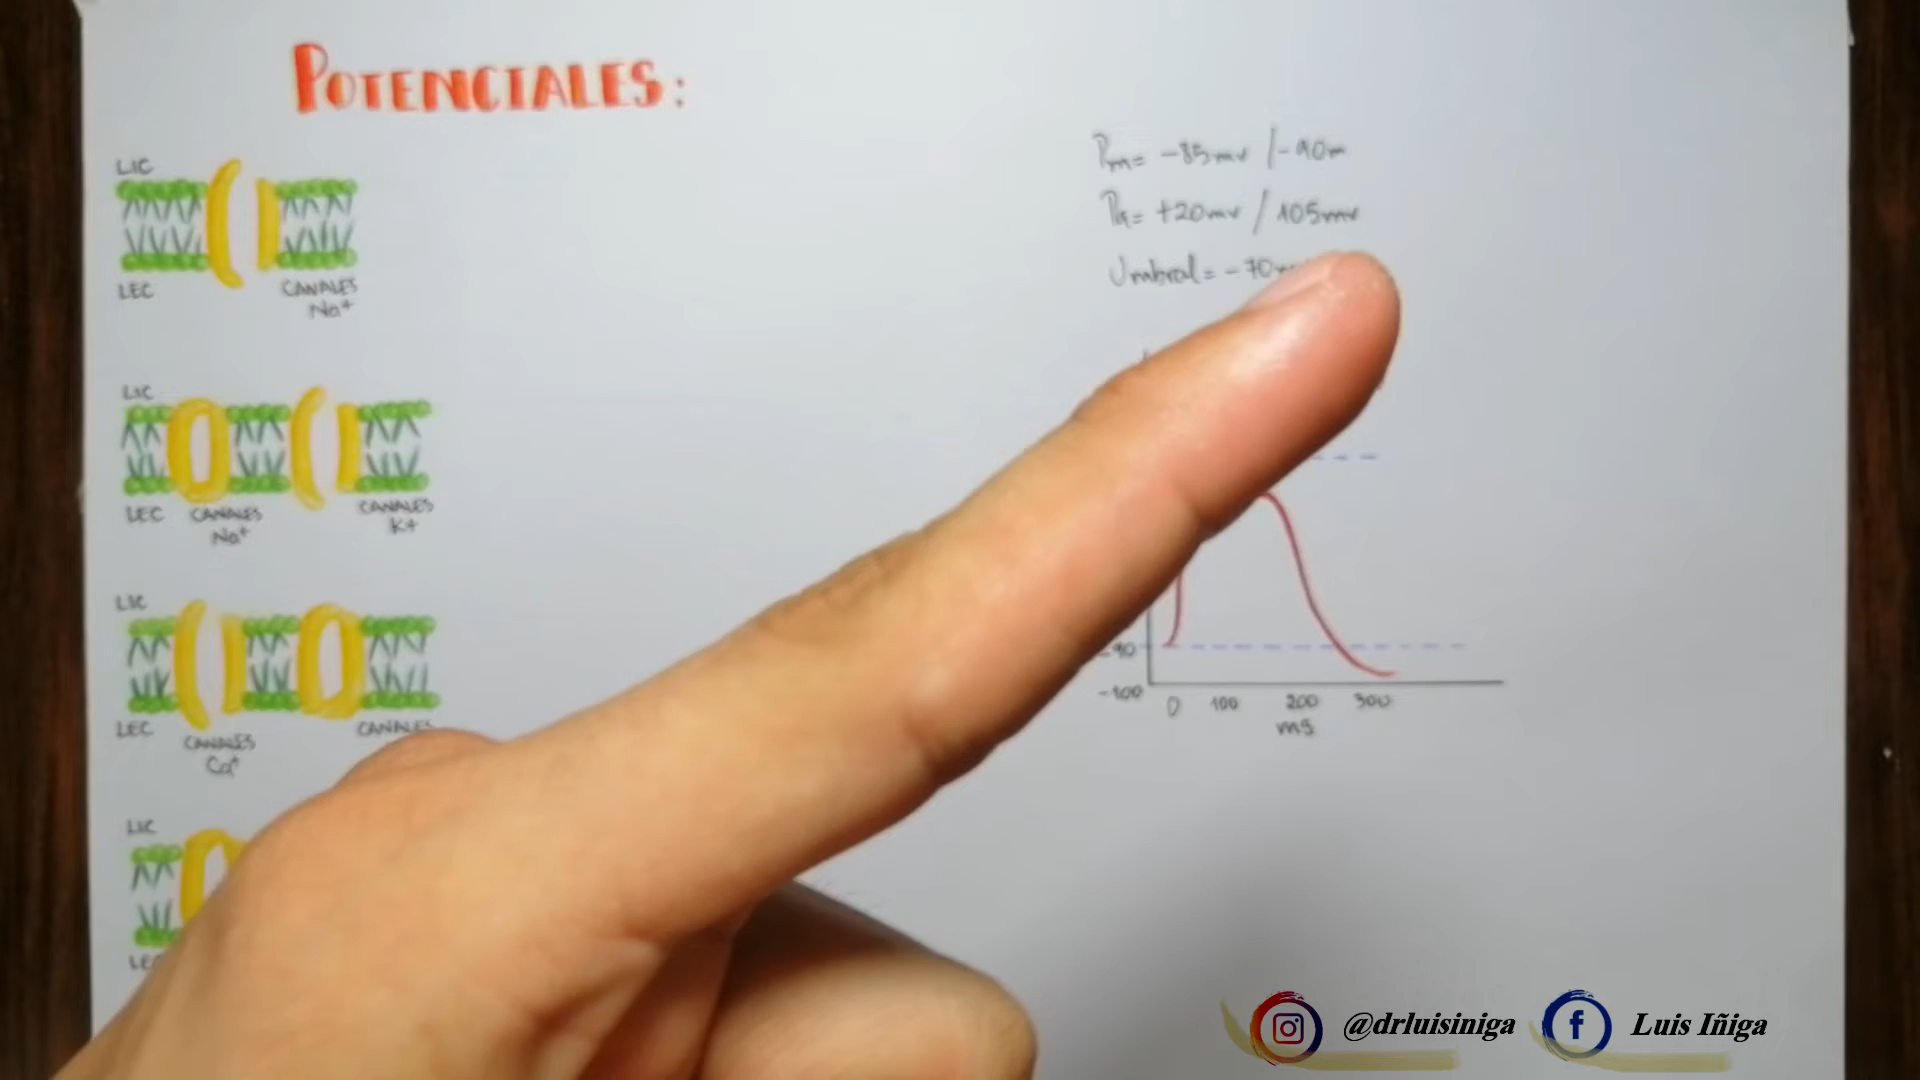 POTENCIALES:
LIC
LEC
CANALES
Na+
LIC
LEC
CANALES
Na+
CANALES
K+
LIC
LEC
CANALES
Ca+
CANALES
LIC
Pm= -85mv / -90m
Pa= +20mv / 105mv
Umbral= -70
-90
-100
0 100 200 300
ms
@drluisiniga
Luis Iñiga